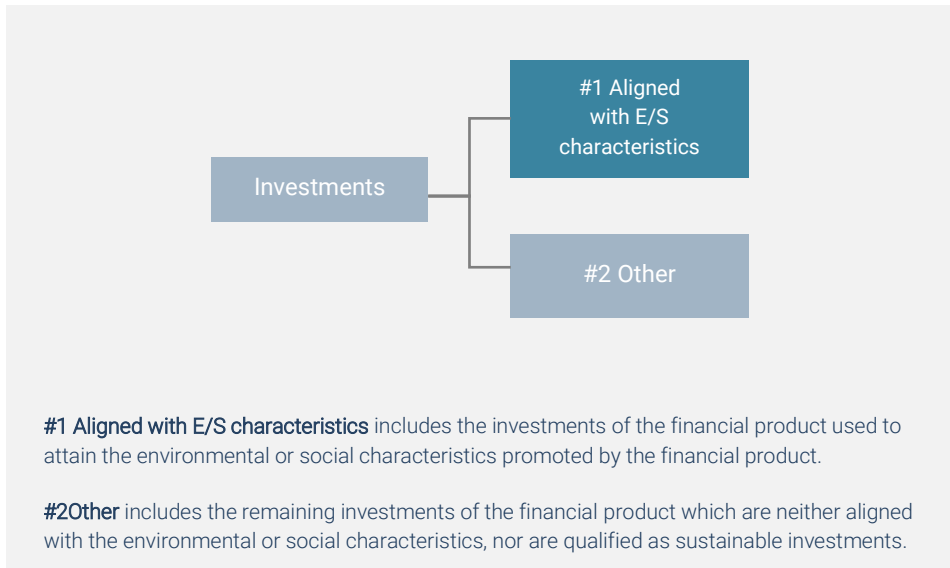 #1 Aligned
with E/S
characteristics
Investments
#2 Other
#1 Aligned with E/S characteristics includes the investments of the financial product used to
attain the environmental or social characteristics promoted by the financial product.
#2Other includes the remaining investments of the financial product which are neither aligned
with the environmental or social characteristics, nor are qualified as sustainable investments.